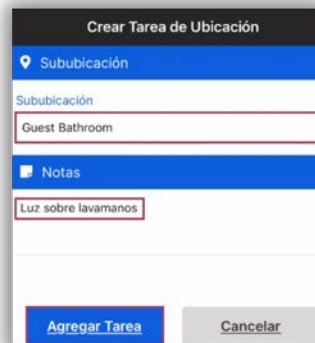 Crear Tarea de Ubicación
Sububicación
Sububicación
Guest Bathroom
Notas
Luz sobre lavamanos
Agregar Tarea
Cancelar